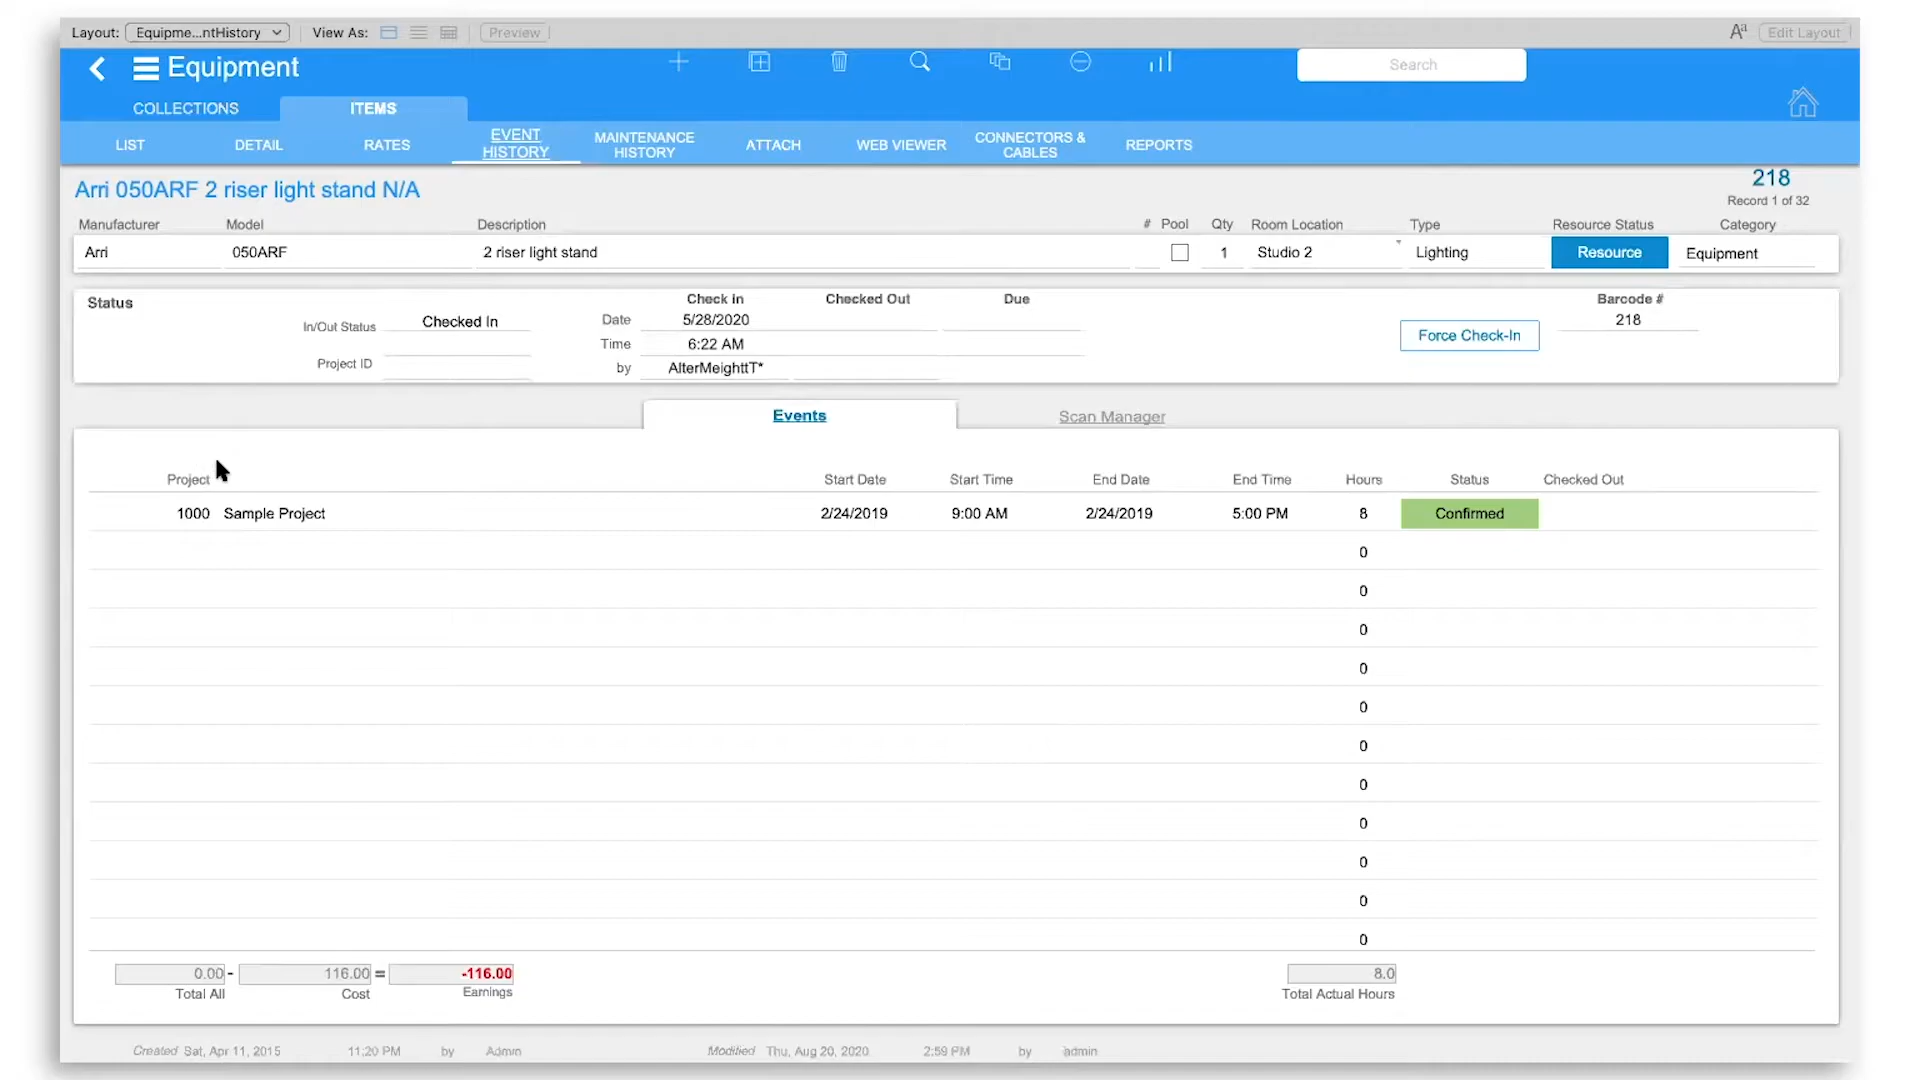 Layout: Equipme...ntHistory View As: Preview Aª Edit Layout
Equipment Search
COLLECTIONS ITEMS
LIST DETAIL RATES EVENT HISTORY MAINTENANCE HISTORY ATTACH WEB VIEWER CONNECTORS & CABLES REPORTS
Arri 050ARF 2 riser light stand N/A 218
Record 1 of 32
Manufacturer Model Description # Pool Qty Room Location Type Resource Status Category
Arri 050ARF 2 riser light stand 1 Studio 2 Lighting Resource Equipment
Status Check in Checked Out Due Barcode #
In/Out Status Checked In Date 5/28/2020 218
Time 6:22 AM Force Check-In
Project ID by AlterMeighttT*
Events Scan Manager
Project Start Date Start Time End Date End Time Hours Status Checked Out
1000 Sample Project 2/24/2019 9:00 AM 2/24/2019 5:00 PM 8 Confirmed
0
0
0
0
0
0
0
0
0
0
0
0.00 - 116.00 = -116.00 8.0
Total All Cost Earnings Total Actual Hours
Created Sat, Apr 11, 2015 11:20 PM by Admin Modified Thu, Aug 20, 2020 2:59 PM by admin